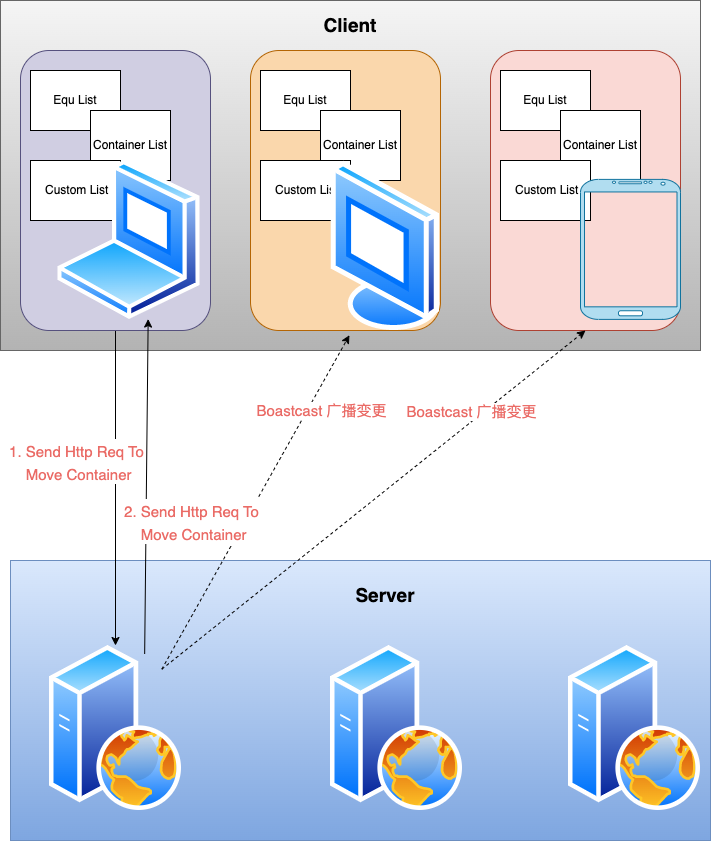 Client
Equ List
Container List
Custom List
Equ List
Container List
Custom Lis
Equ List
Container List
Custom List
Boastcast 广播变更
Boastcast 广播变更
1. Send Http Req To
Move Container
2. Send Http Req To
Move Container
Server